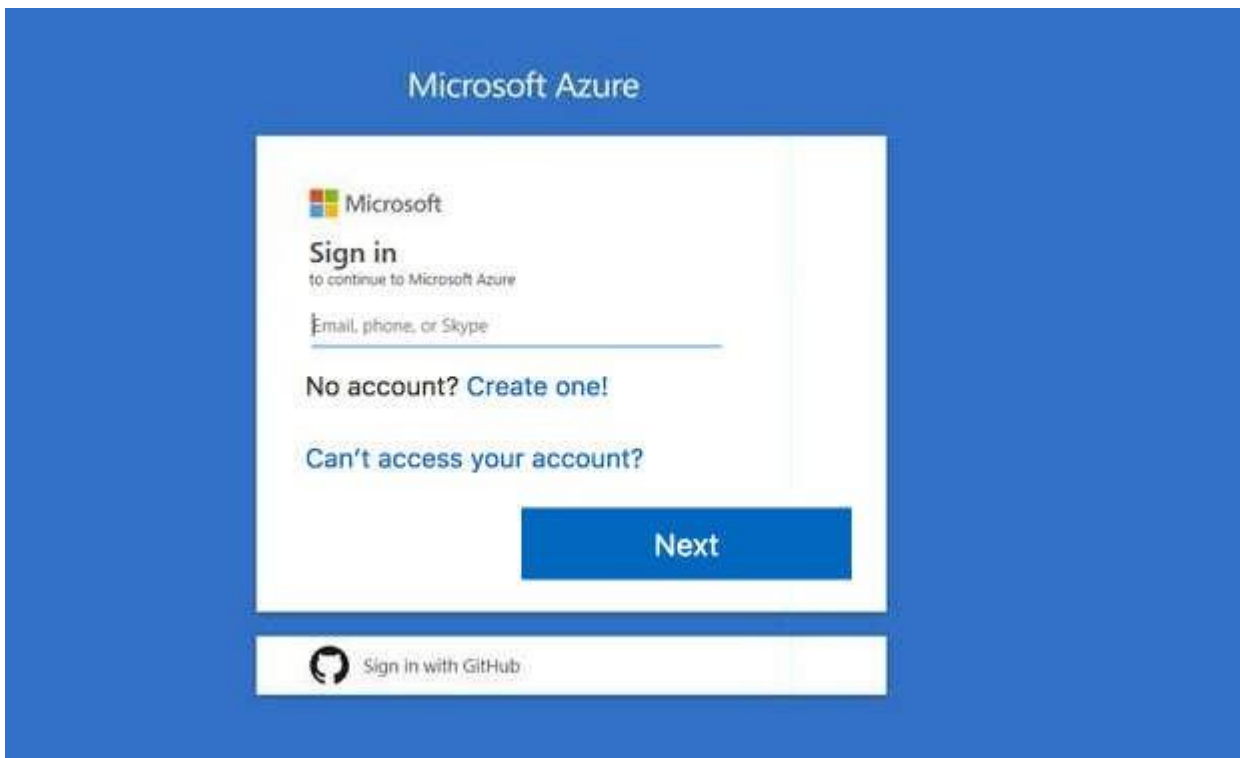 Microsoft Azure
Microsoft
Sign in
to continue to Microsoft Azure
Email, phone, or Skype
No account? Create one!
Can't access your account?
Next
Sign in with GitHub